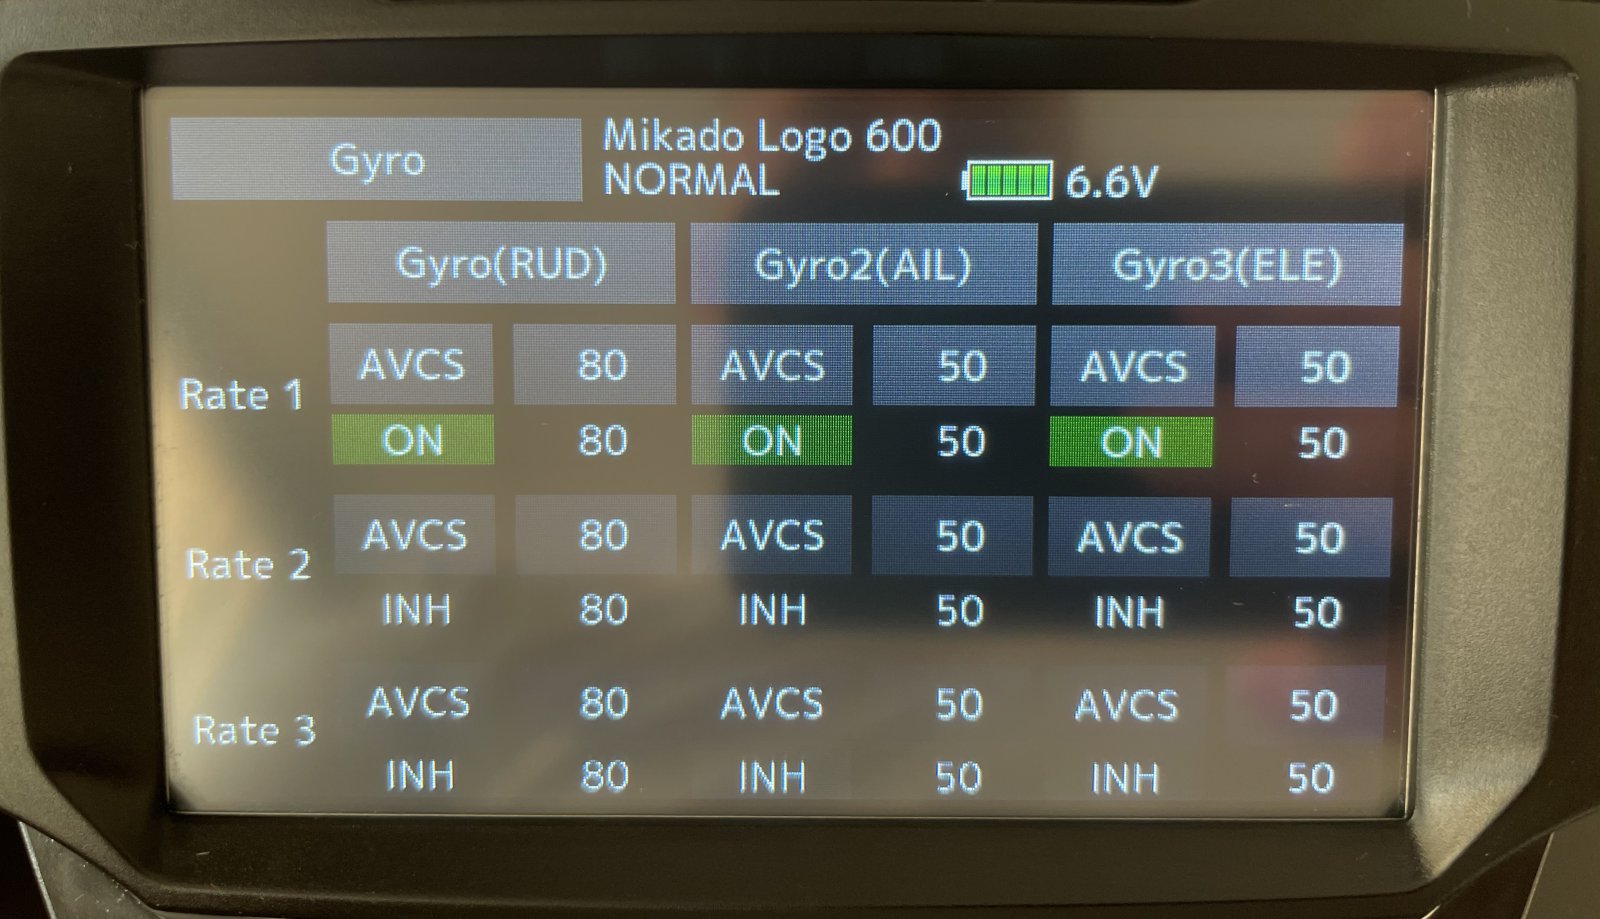 Gyro
Mikado Logo 600
NORMAL
6.6V
Gyro(RUD) Gyro2(AIL) Gyro3(ELE)
Rate 1
AVCS 80 AVCS 50 AVCS 50
ON 80 ON 50 ON 50
Rate 2
AVCS 80 AVCS 50 AVCS 50
INH 80 INH 50 INH 50
Rate 3
AVCS 80 AVCS 50 AVCS 50
INH 80 INH 50 INH 50